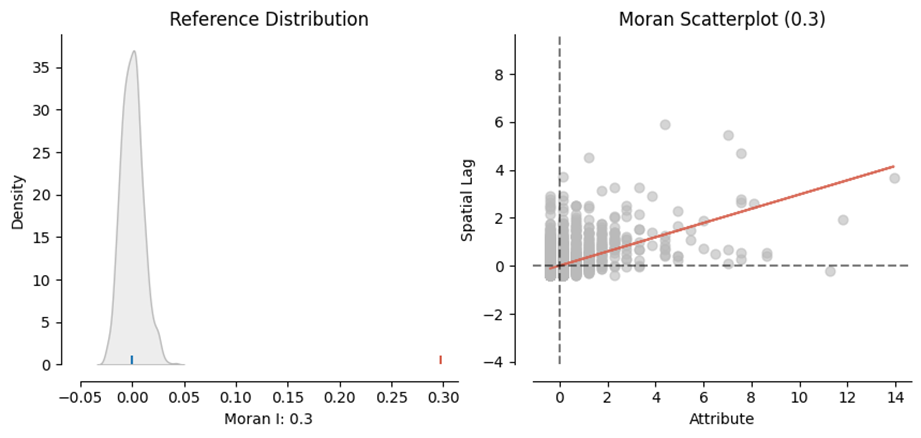 Reference Distribution
Density
35
30
25
20
15
10
5
0
−0.05 0.00 0.05 0.10 0.15 0.20 0.25 0.30
Moran I: 0.3
Moran Scatterplot (0.3)
Spatial Lag
8
6
4
2
0
−2
−4
0 2 4 6 8 10 12 14
Attribute